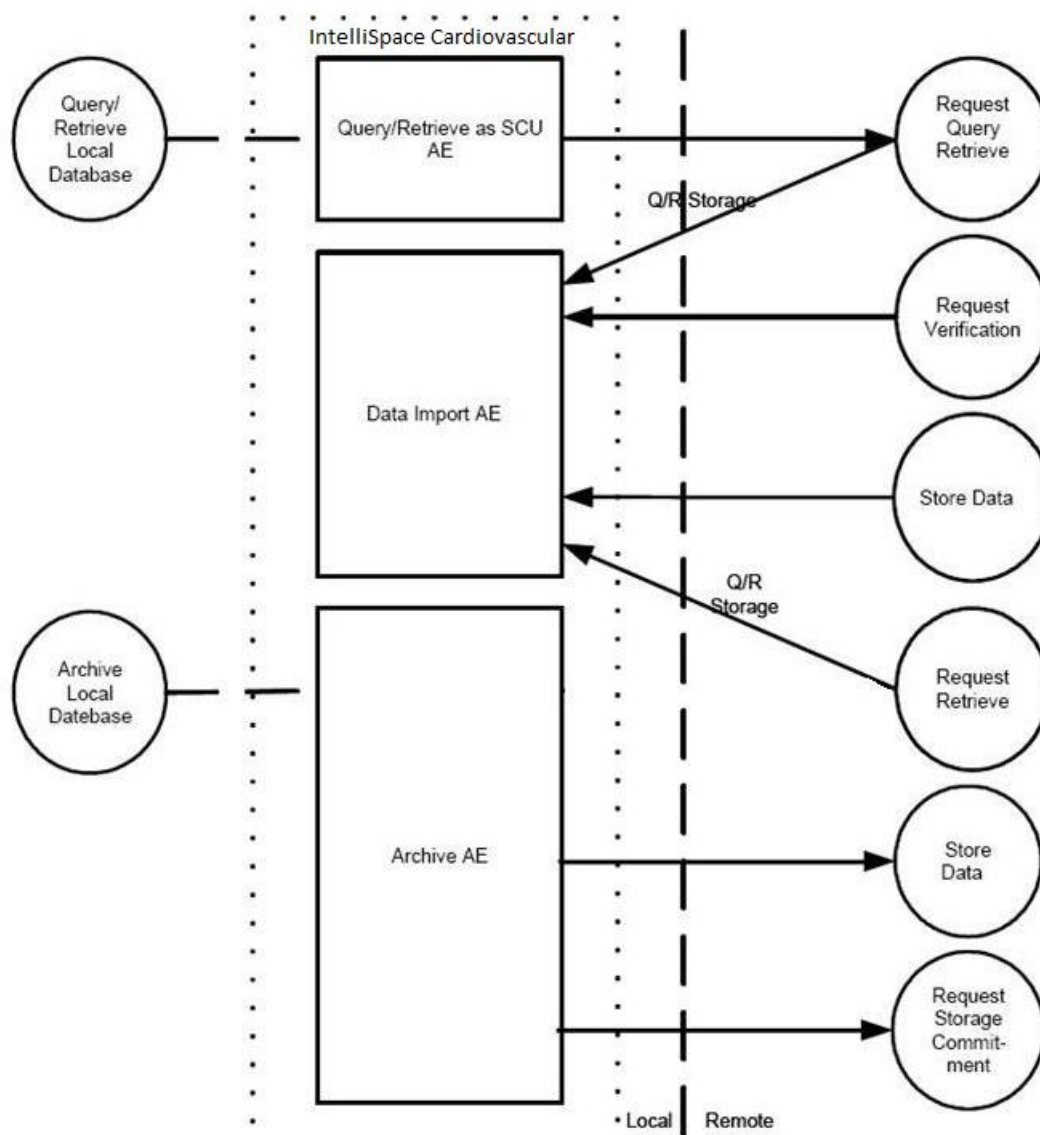 IntelliSpace Cardiovascular
Query/
Retrieve
Local
Database
Query/Retrieve as SCU
AE
Request
Query
Retrieve
Q/R Storage
Request
Verification
Data Import AE
Store Data
Q/R
Storage
Archive
Local
Datebase
Request
Retrieve
Archive AE
Store
Data
Request
Storage
Commit-
ment
Local
Remote